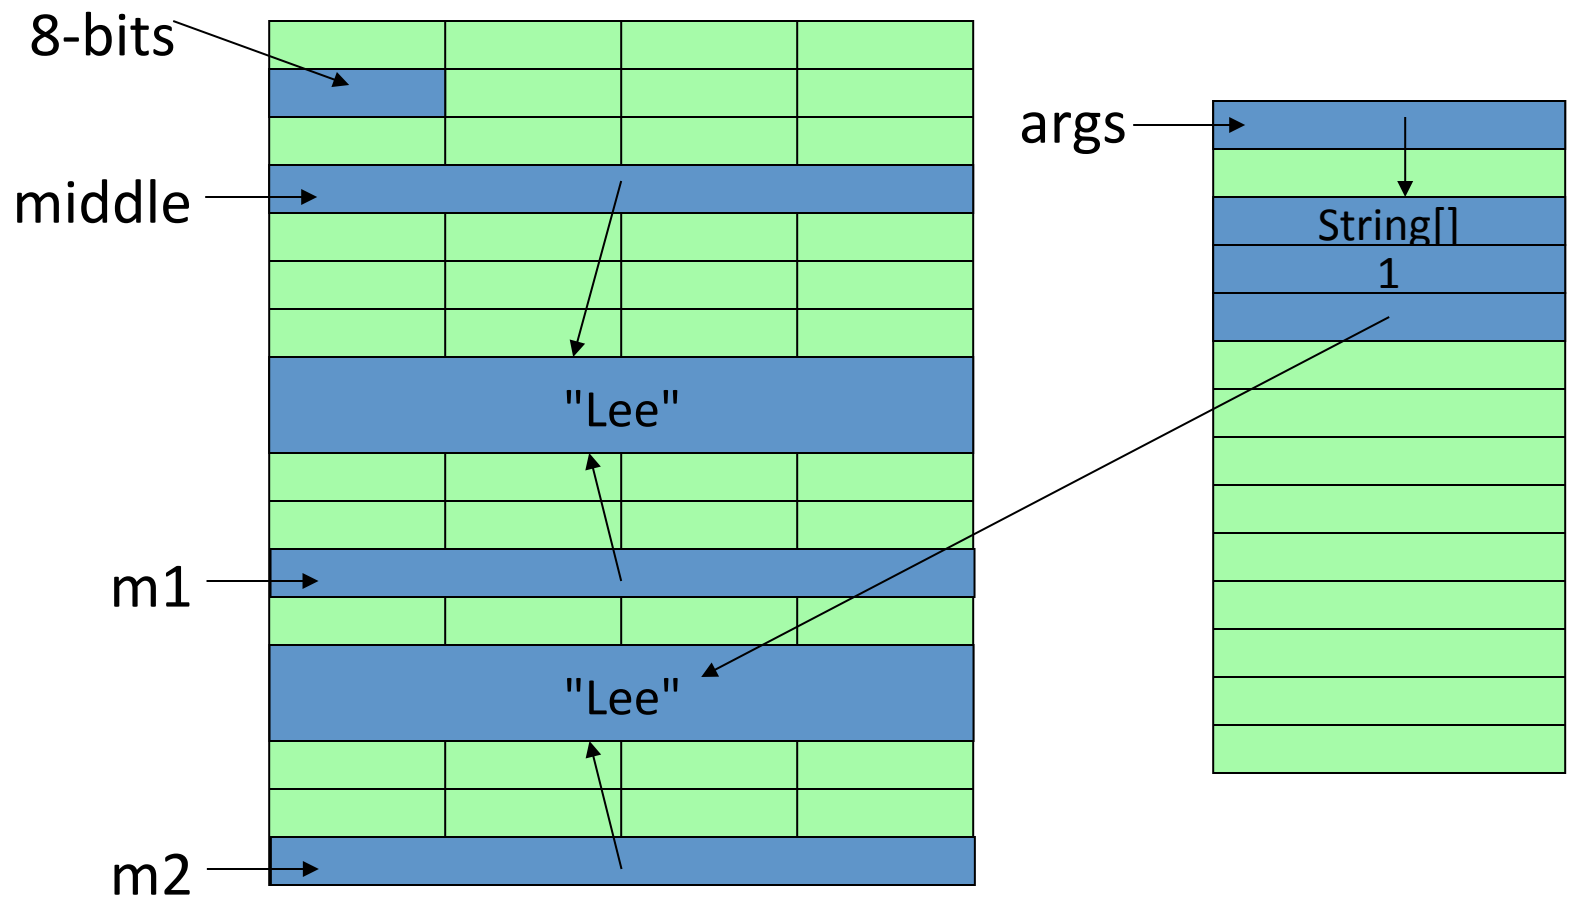 8-bits
args
middle
String[]
1
"Lee"
m1
"Lee"
m2